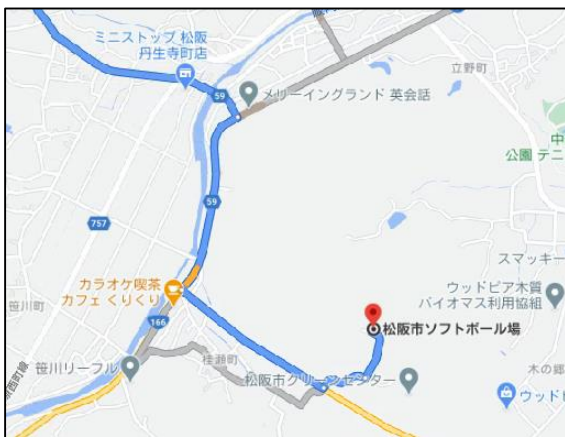 ミニストップ 松阪
丹生寺町店
59
メリーイングランド 英会話
立野町
中
公園 テニ
757
59
カラオケ喫茶
カフェ くりくり
スマッキー
ウッドピア木質
バイオマス利用協組
笹川町
166
松阪市ソフトボール場
笹川リーフル
桂瀬町
松阪市クリーンセンター
木の郷
ウッドピ